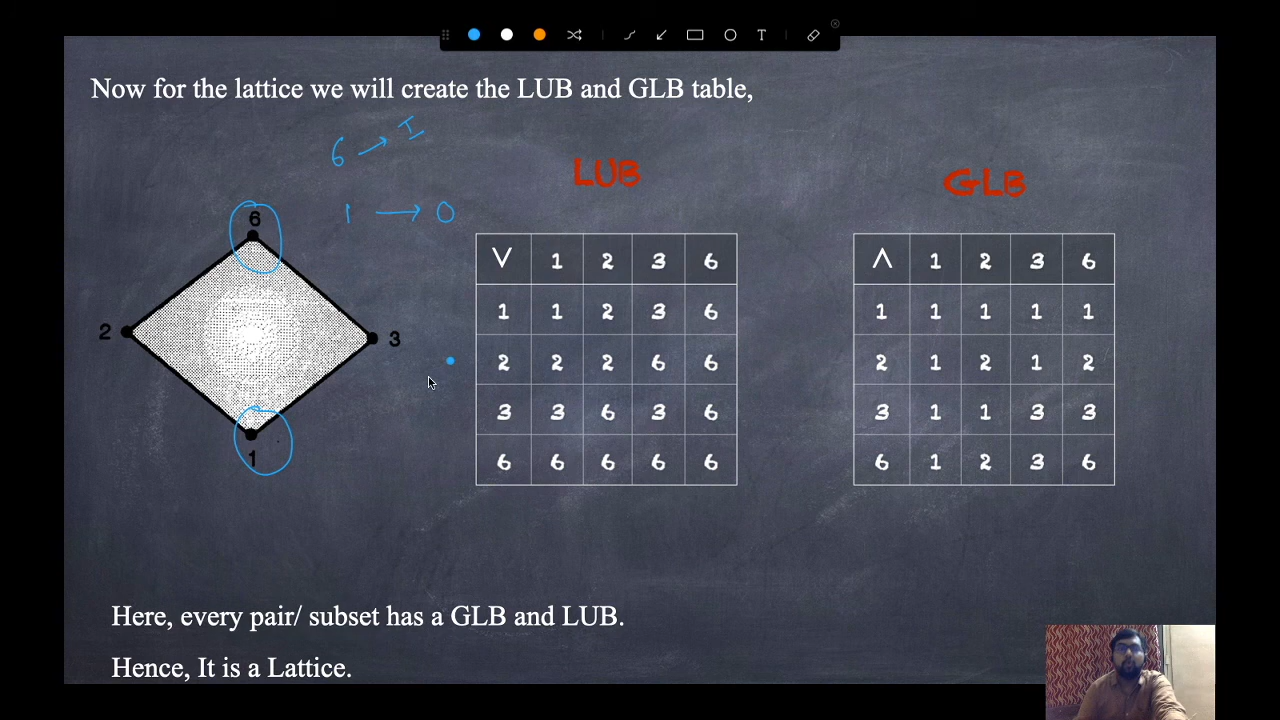 Now for the lattice we will create the LUB and GLB table,
6 → I
1 → 0
LUB
GLB
6
2
3
1
∨ 1 2 3 6
1 1 2 3 6
2 2 2 6 6
3 3 6 3 6
6 6 6 6 6
∧ 1 2 3 6
1 1 1 1 1
2 1 2 1 2
3 1 1 3 3
6 1 2 3 6
Here, every pair/ subset has a GLB and LUB.
Hence, It is a Lattice.
T